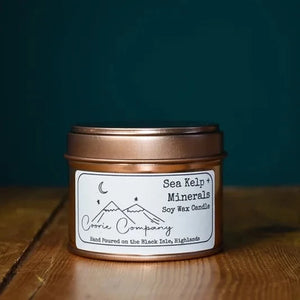 Sea Kelp +
Minerals
Soy Wax Candle
Coorie Company
Hand Poured on the Black Isle, Highlands